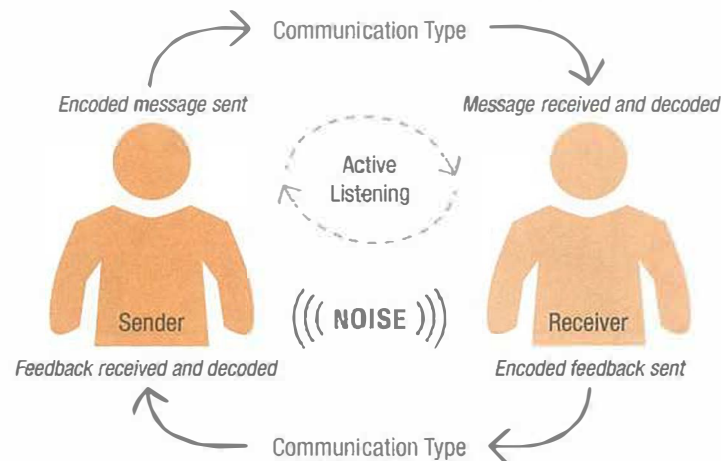 Communication Type
Encoded message sent
Message received and decoded
Active
Listening
Sender
((( NOISE )))
Receiver
Feedback received and decoded
Encoded feedback sent
Communication Type